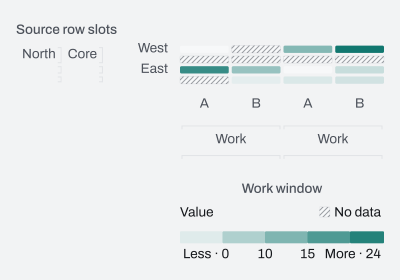 Source row slots
North Core
West
East
A B A B
Work Work
Work window
Value No data
Less · 0 10 15 More · 24